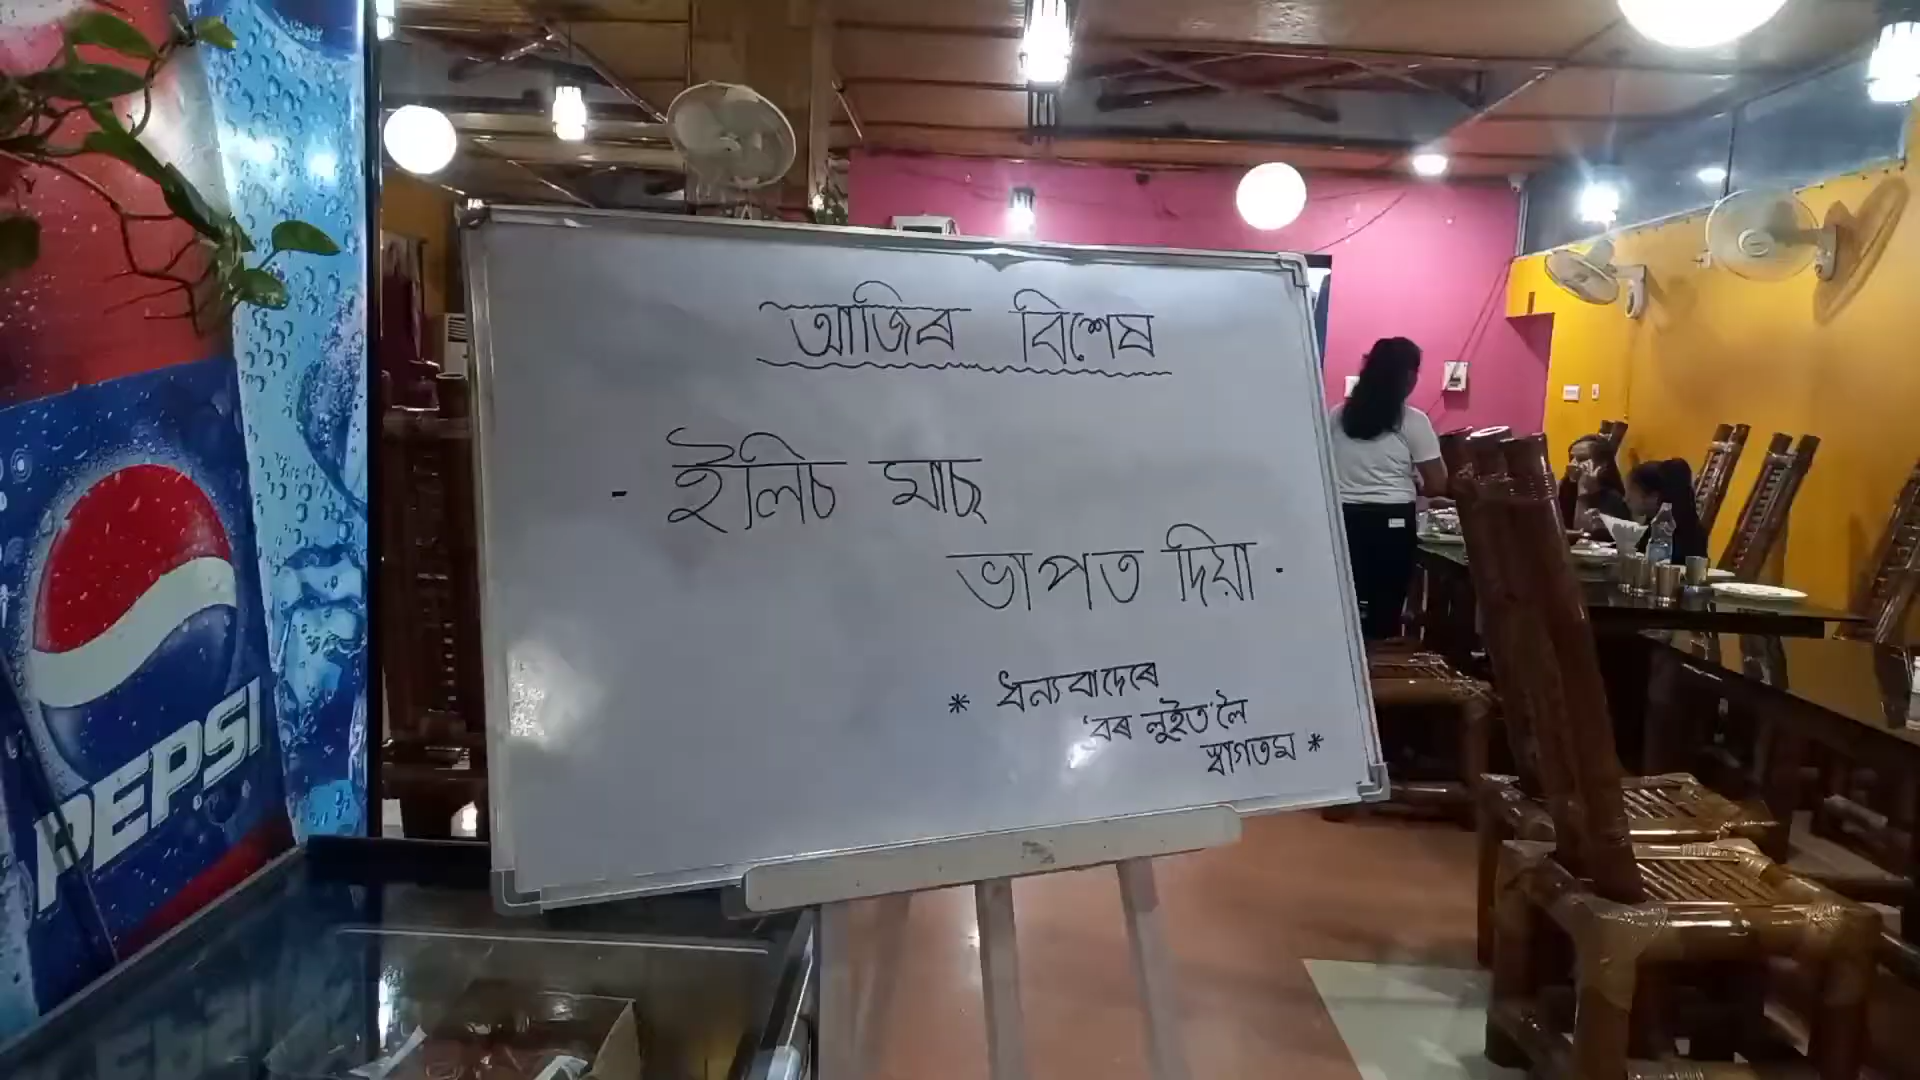 আজিৰ বিশেষ
- ইলিচ মাছ
ভাপত দিয়া.
* ধন্যবাদেৰে
'বৰ লুইত'লৈ
স্বাগতম *
PEPSI